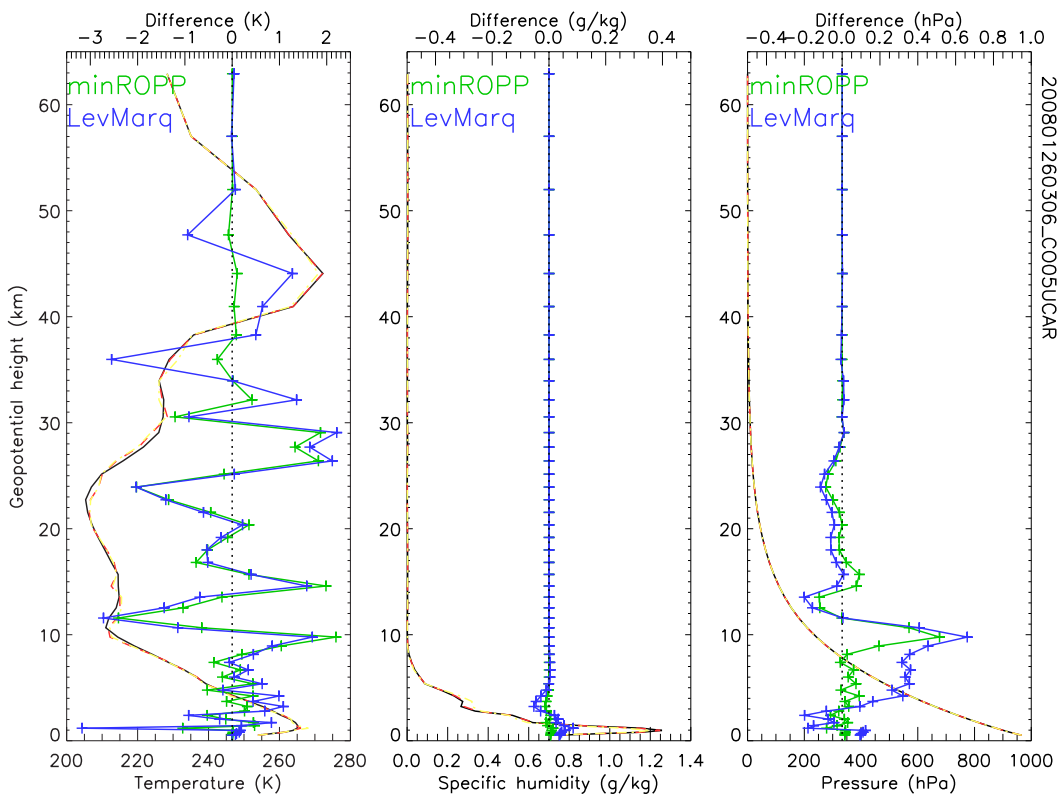 Difference (K)
-3 -2 -1 0 1 2
Difference (g/kg)
-0.4 -0.2 0.0 0.2 0.4
Difference (hPa)
-0.4 -0.2 0.0 0.2 0.4 0.6 0.8 1.0
minROPP
LevMarq
minROPP
LevMarq
minROPP
LevMarq
60
50
40
30
20
10
0
60
50
40
30
20
10
0
60
50
40
30
20
10
0
Geopotential height (km)
200801260306_C005UCAR
200 220 240 260 280
Temperature (K)
0.0 0.2 0.4 0.6 0.8 1.0 1.2 1.4
Specific humidity (g/kg)
0 200 400 600 800 1000
Pressure (hPa)